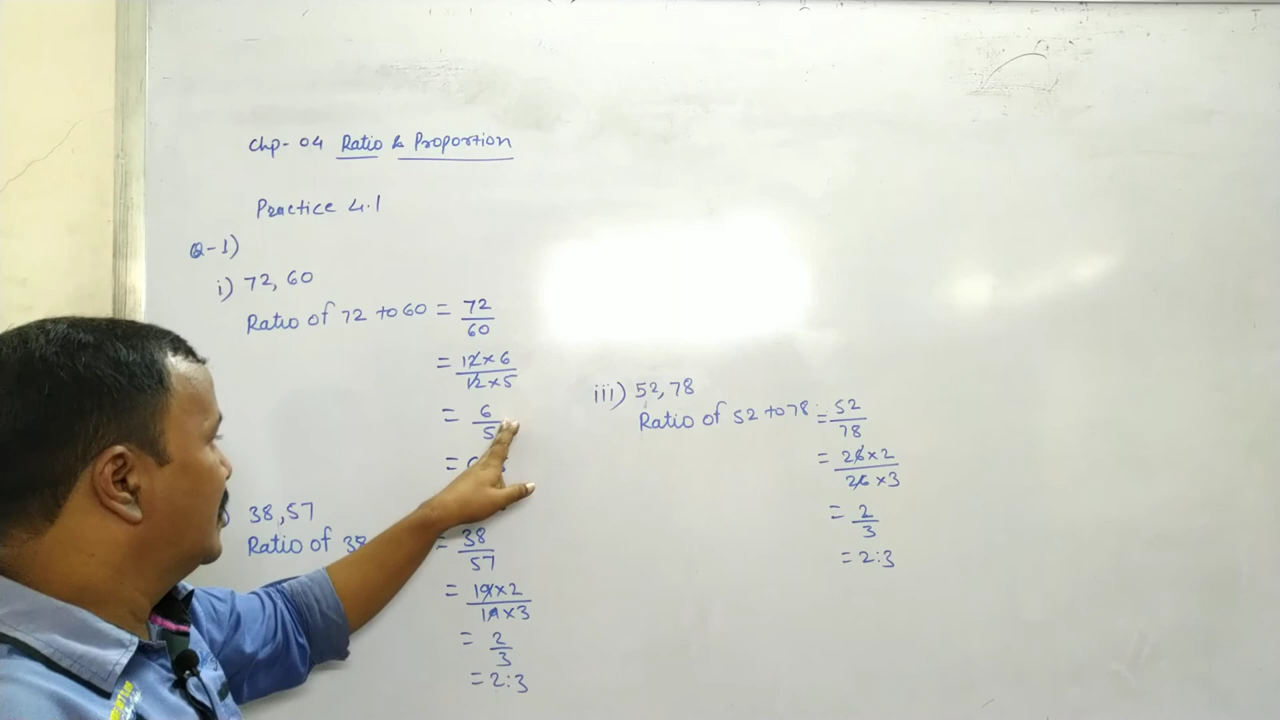 Chp- 04 Ratio & Proportion
Practice 4.1
Q-1)
i) 72, 60
Ratio of 72 to 60 = 72/60
= 12 × 6 / 12 × 5
= 6/5
=
38, 57
Ratio of 38
= 38/57
= 19 × 2 / 19 × 3
= 2/3
= 2:3
iii) 52, 78
Ratio of 52 to 78 = 52/78
= 26 × 2 / 26 × 3
= 2/3
= 2:3